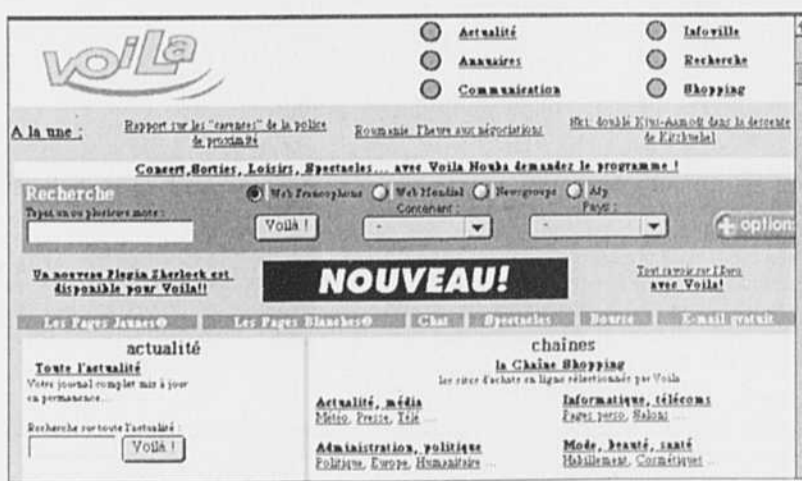 VOiLa
Actualité
Annuaires
Communication
Infoville
Recherche
Shopping
A la une :
Rapport sur les "carences" de la police de proximité
Roumanie: l'heure aux négociations
Ski: doublé Kjus-Aamodt dans la descente de Kitzbuehel
Concert,Sorties, Loisirs, Spectacles... avec Voila Nouba demandez le programme !
Recherche
Web Francophone
Web Mondial
Newsgroups
Afp
Tapez un ou plusieurs mots :
Contenant :
Pays :
Voilà !
-
-
+ options
Un nouveau Plugin Sherlock est
disponible pour Voila!!
NOUVEAU!
Tout savoir sur l'Euro
avec Voila!
Les Pages Jaunes®
Les Pages Blanches®
Chat
Spectacles
Bourse
E-mail gratuit
actualité
Toute l'actualité
Votre journal complet mis à jour
en permanence...
Recherche sur toute l'actualité :
Voilà !
chaînes
la Chaîne Shopping
les sites d'achats en ligne sélectionnés par Voila
Actualité, média
Météo, Presse, Télé ...
Informatique, télécoms
Pages perso, Salons ...
Administration, politique
Politique, Europe, Humanitaire ...
Mode, beauté, santé
Habillement, Cosmétiques ...